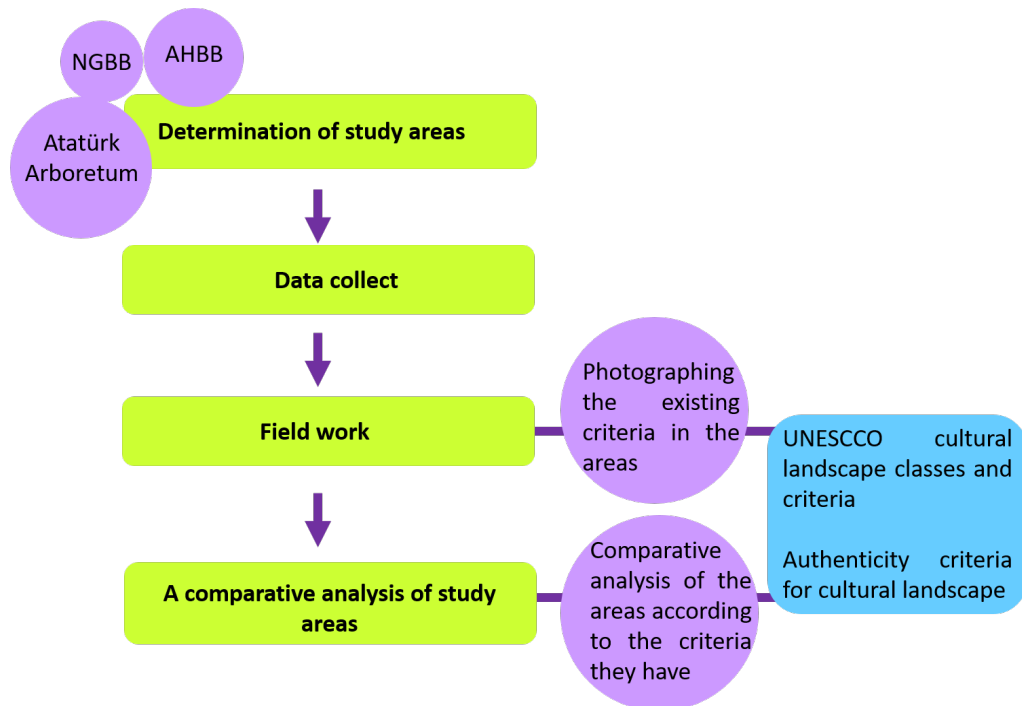 NGBB
AHBB
Atatürk
Arboretum
Determination of study areas
Data collect
Field work
Photographing
the existing
criteria in the
areas
UNESCCO cultural
landscape classes and
criteria
Authenticity criteria
for cultural landscape
A comparative analysis of study
areas
Comparative
analysis of the
areas according
to the criteria
they have